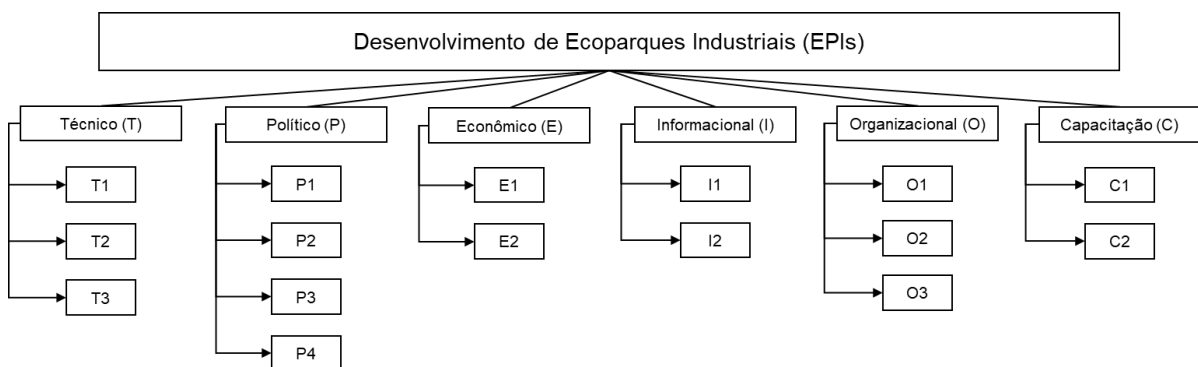 Desenvolvimento de Ecoparques Industriais (EPIs)
Técnico (T)
Político (P)
Econômico (E)
Informacional (I)
Organizacional (O)
Capacitação (C)
T1
T2
T3
P1
P2
P3
P4
E1
E2
I1
I2
O1
O2
O3
C1
C2